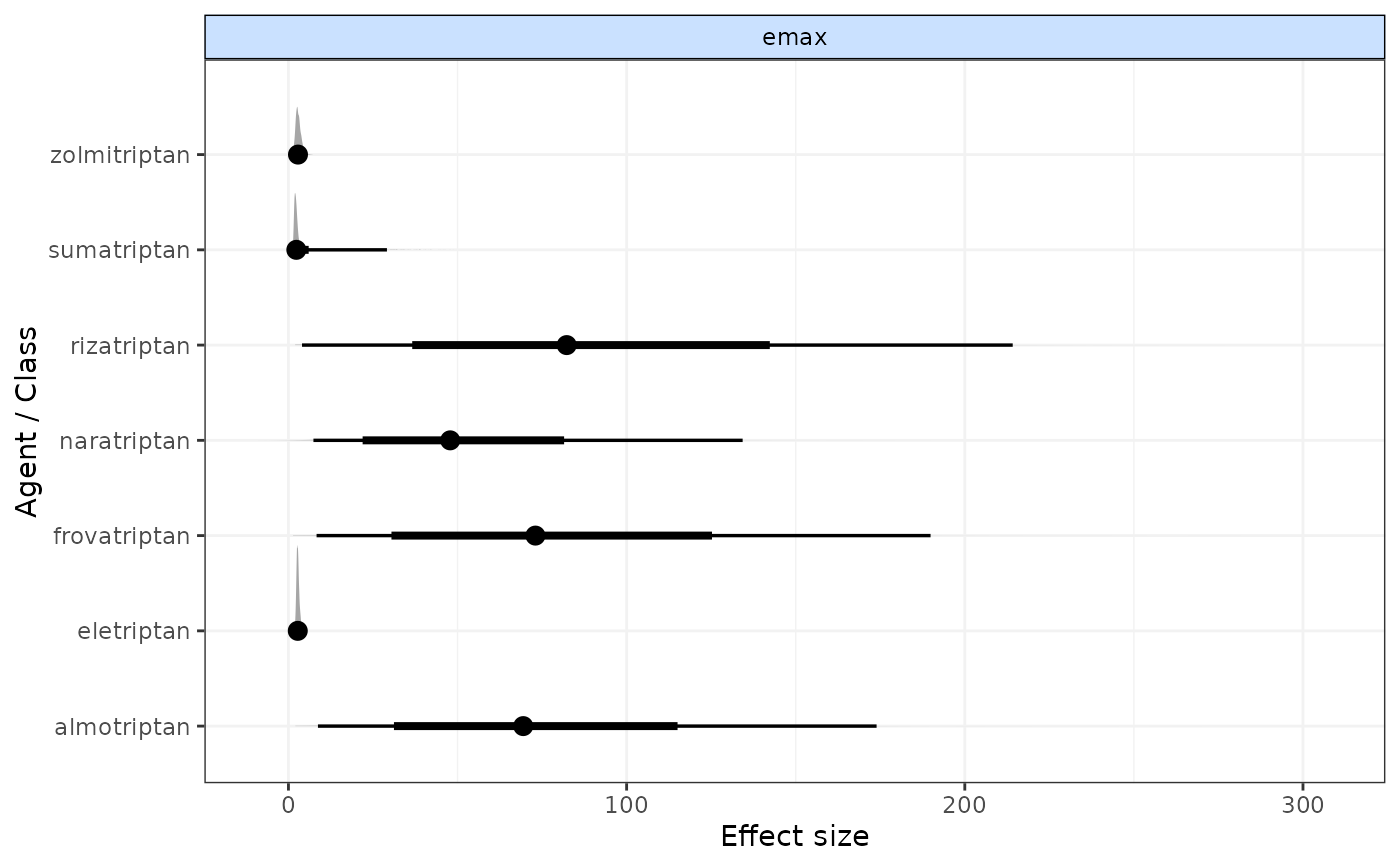 emax
zolmitriptan
sumatriptan
rizatriptan
naratriptan
frovatriptan
eletriptan
almotriptan
Agent / Class
0 100 200 300
Effect size